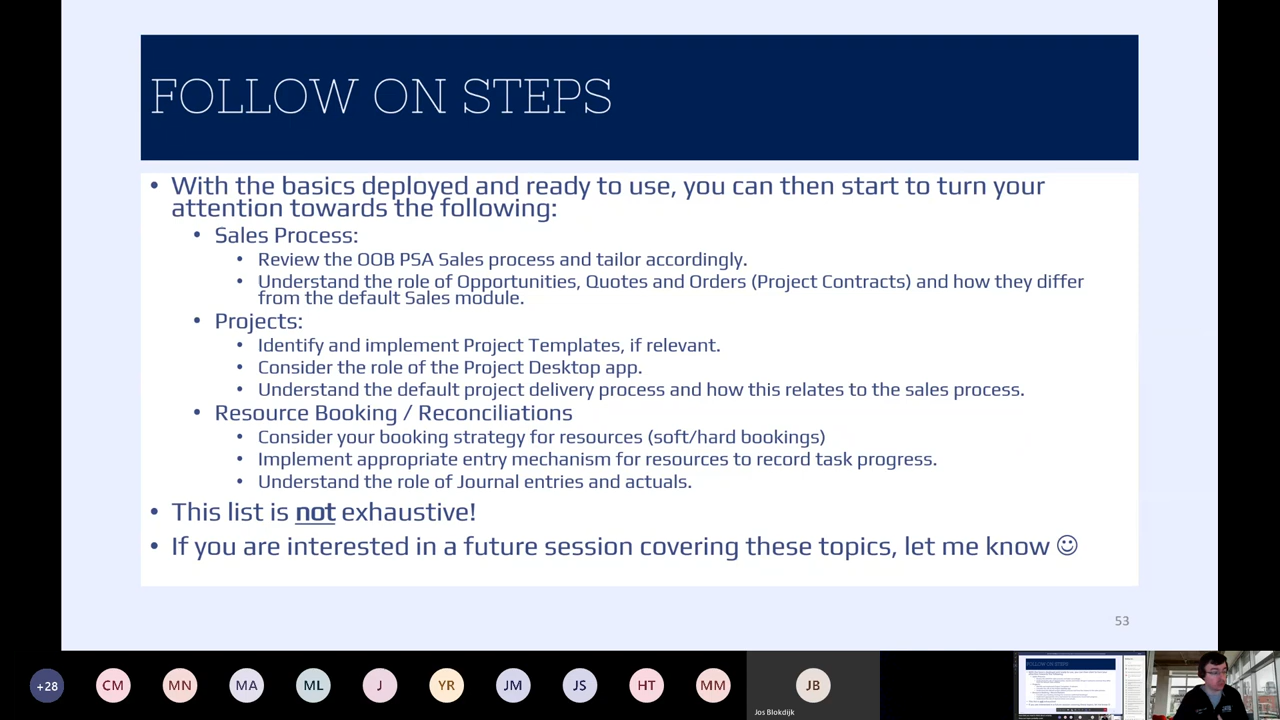 FOLLOW ON STEPS
• With the basics deployed and ready to use, you can then start to turn your
attention towards the following:
• Sales Process:
• Review the OOB PSA Sales process and tailor accordingly.
• Understand the role of Opportunities, Quotes and Orders (Project Contracts) and how they differ
from the default Sales module.
• Projects:
• Identify and implement Project Templates, if relevant.
• Consider the role of the Project Desktop app.
• Understand the default project delivery process and how this relates to the sales process.
• Resource Booking / Reconciliations
• Consider your booking strategy for resources (soft/hard bookings)
• Implement appropriate entry mechanism for resources to record task progress.
• Understand the role of Journal entries and actuals.
• This list is not exhaustive!
• If you are interested in a future session covering these topics, let me know ☺
53
+28 CM MN MA ML JM JS HT
Jos Blokdijk
FOLLOW ON STEPS